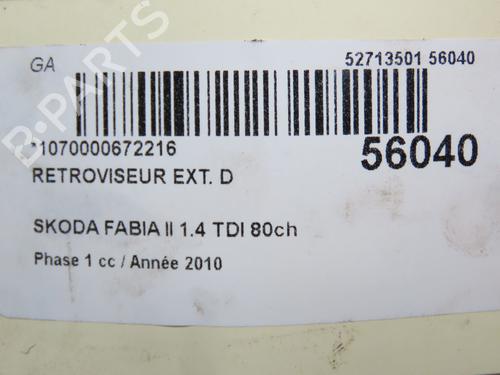 GA
52713501 56040
*1070000672216
56040
RETROVISEUR EXT. D
SKODA FABIA II 1.4 TDI 80ch
Phase 1 cc / Année 2010
B-PARTS